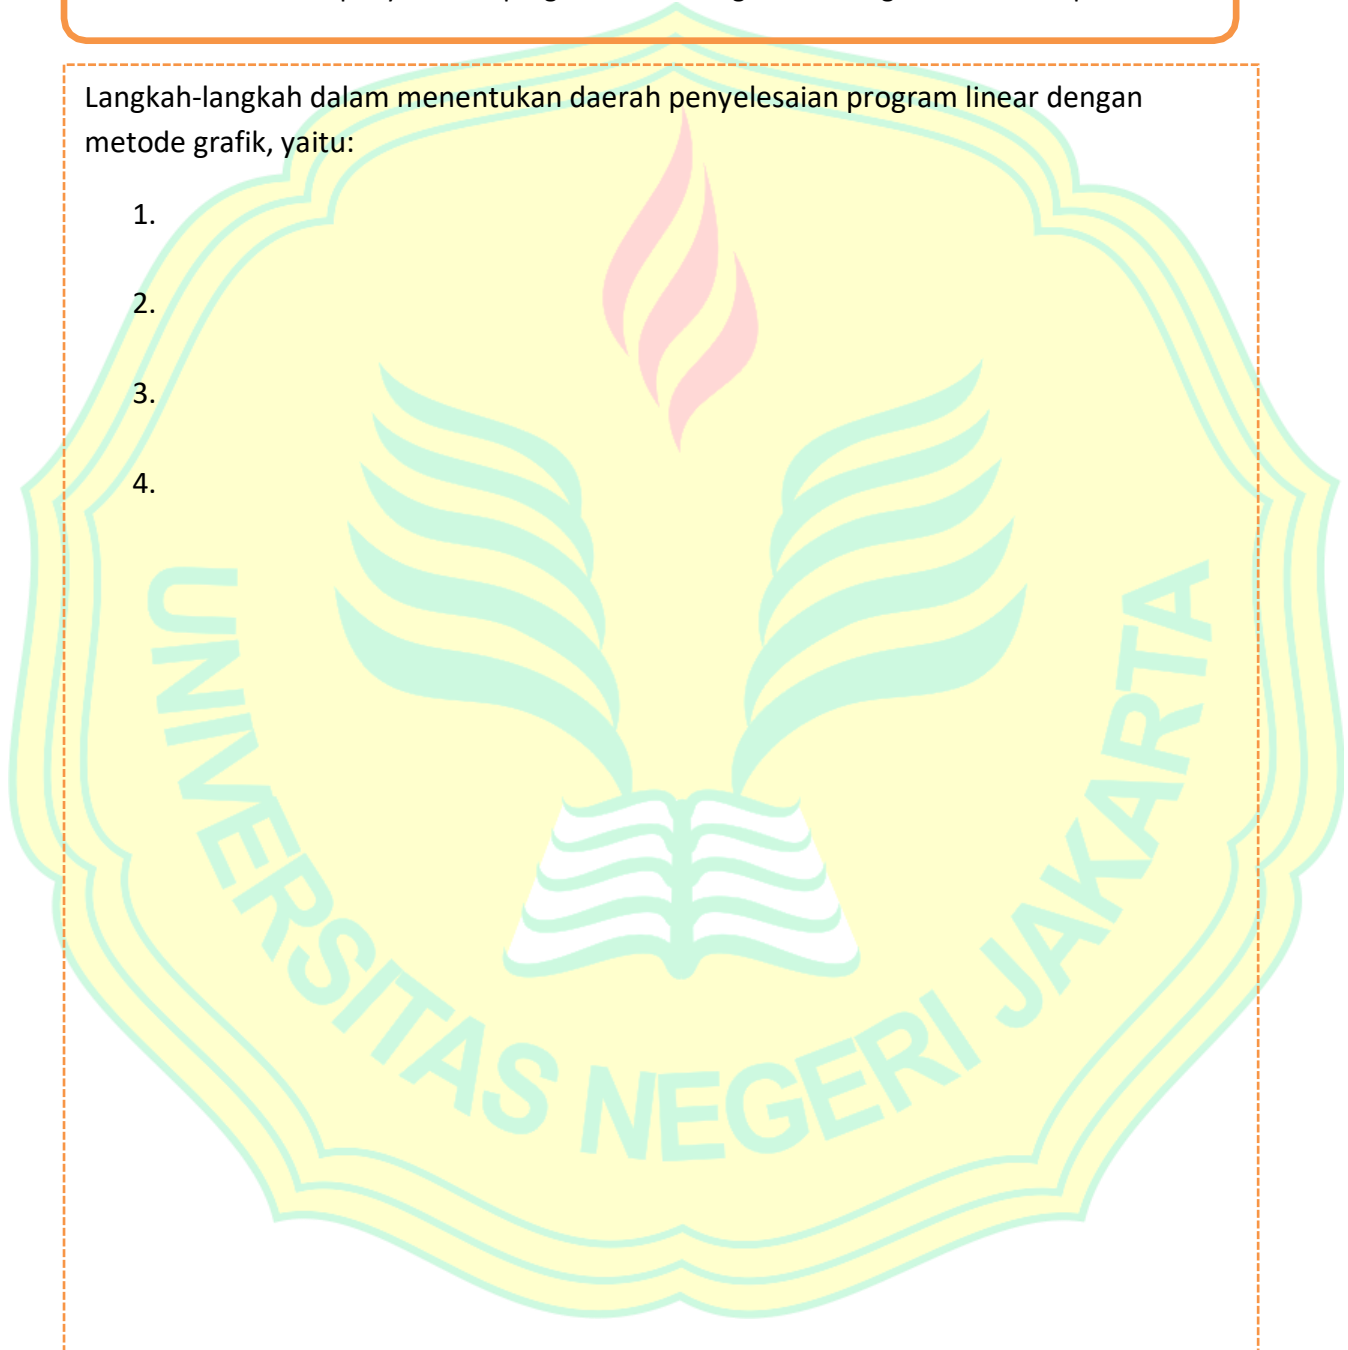 Langkah-langkah dalam menentukan daerah penyelesaian program linear dengan
metode grafik, yaitu:
1.
2.
3.
4.
UNIVERSITAS NEGERI JAKARTA